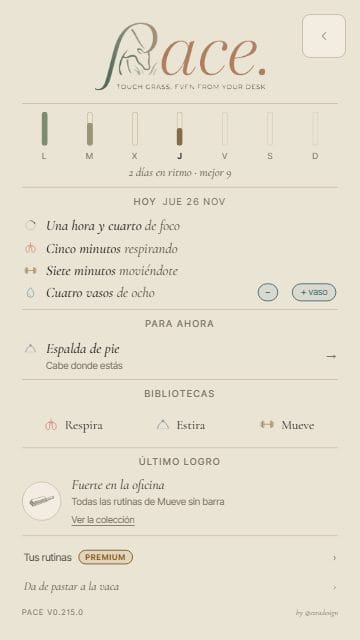 Pace.
TOUCH GRASS, EVEN FROM YOUR DESK
‹
L M X J V S D
2 días en ritmo · mejor 9
HOY JUE 26 NOV
Una hora y cuarto de foco
Cinco minutos respirando
Siete minutos moviéndote
Cuatro vasos de ocho
− + vaso
PARA AHORA
Espalda de pie
Cabe donde estás
→
BIBLIOTECAS
Respira Estira Mueve
ÚLTIMO LOGRO
Fuerte en la oficina
Todas las rutinas de Mueve sin barra
Ver la colección
Tus rutinas PREMIUM ›
Da de pastar a la vaca ›
PACE V0.215.0